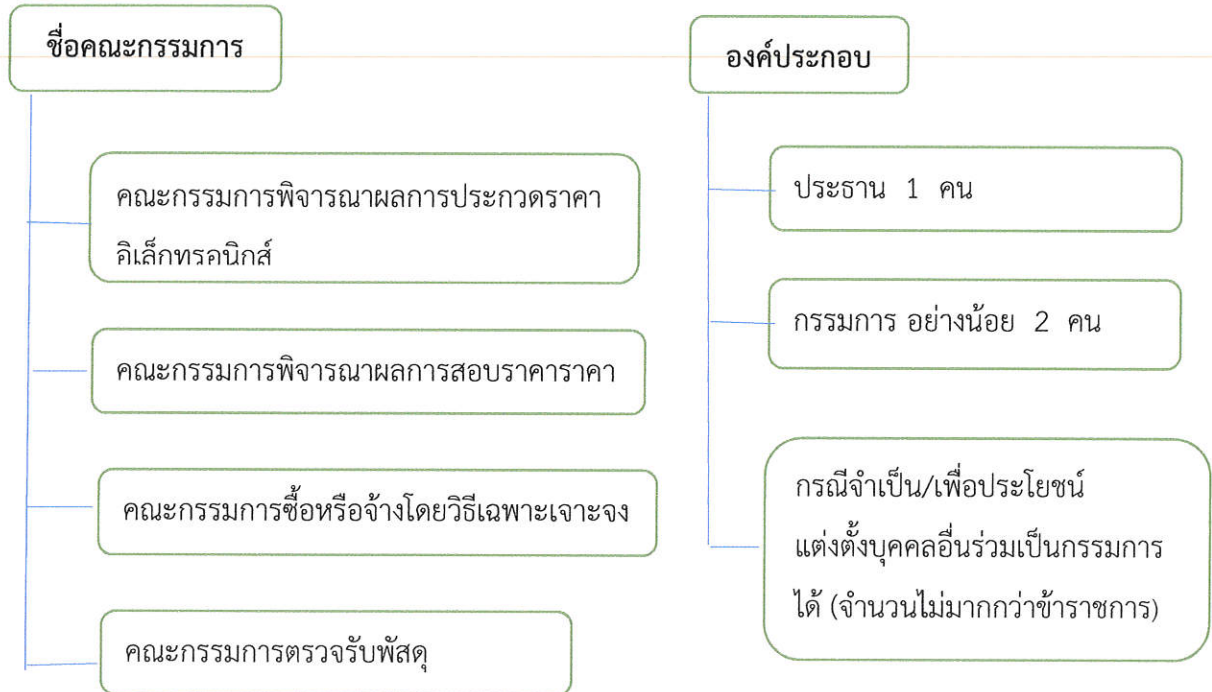 ชื่อคณะกรรมการ
คณะกรรมการพิจารณาผลการประกวดราคา
อิเล็กทรอนิกส์
คณะกรรมการพิจารณาผลการสอบราคาราคา
คณะกรรมการซื้อหรือจ้างโดยวิธีเฉพาะเจาะจง
คณะกรรมการตรวจรับพัสดุ
องค์ประกอบ
ประธาน 1 คน
กรรมการ อย่างน้อย 2 คน
กรณีจำเป็น/เพื่อประโยชน์
แต่งตั้งบุคคลอื่นร่วมเป็นกรรมการ
ได้ (จำนวนไม่มากกว่าข้าราชการ)